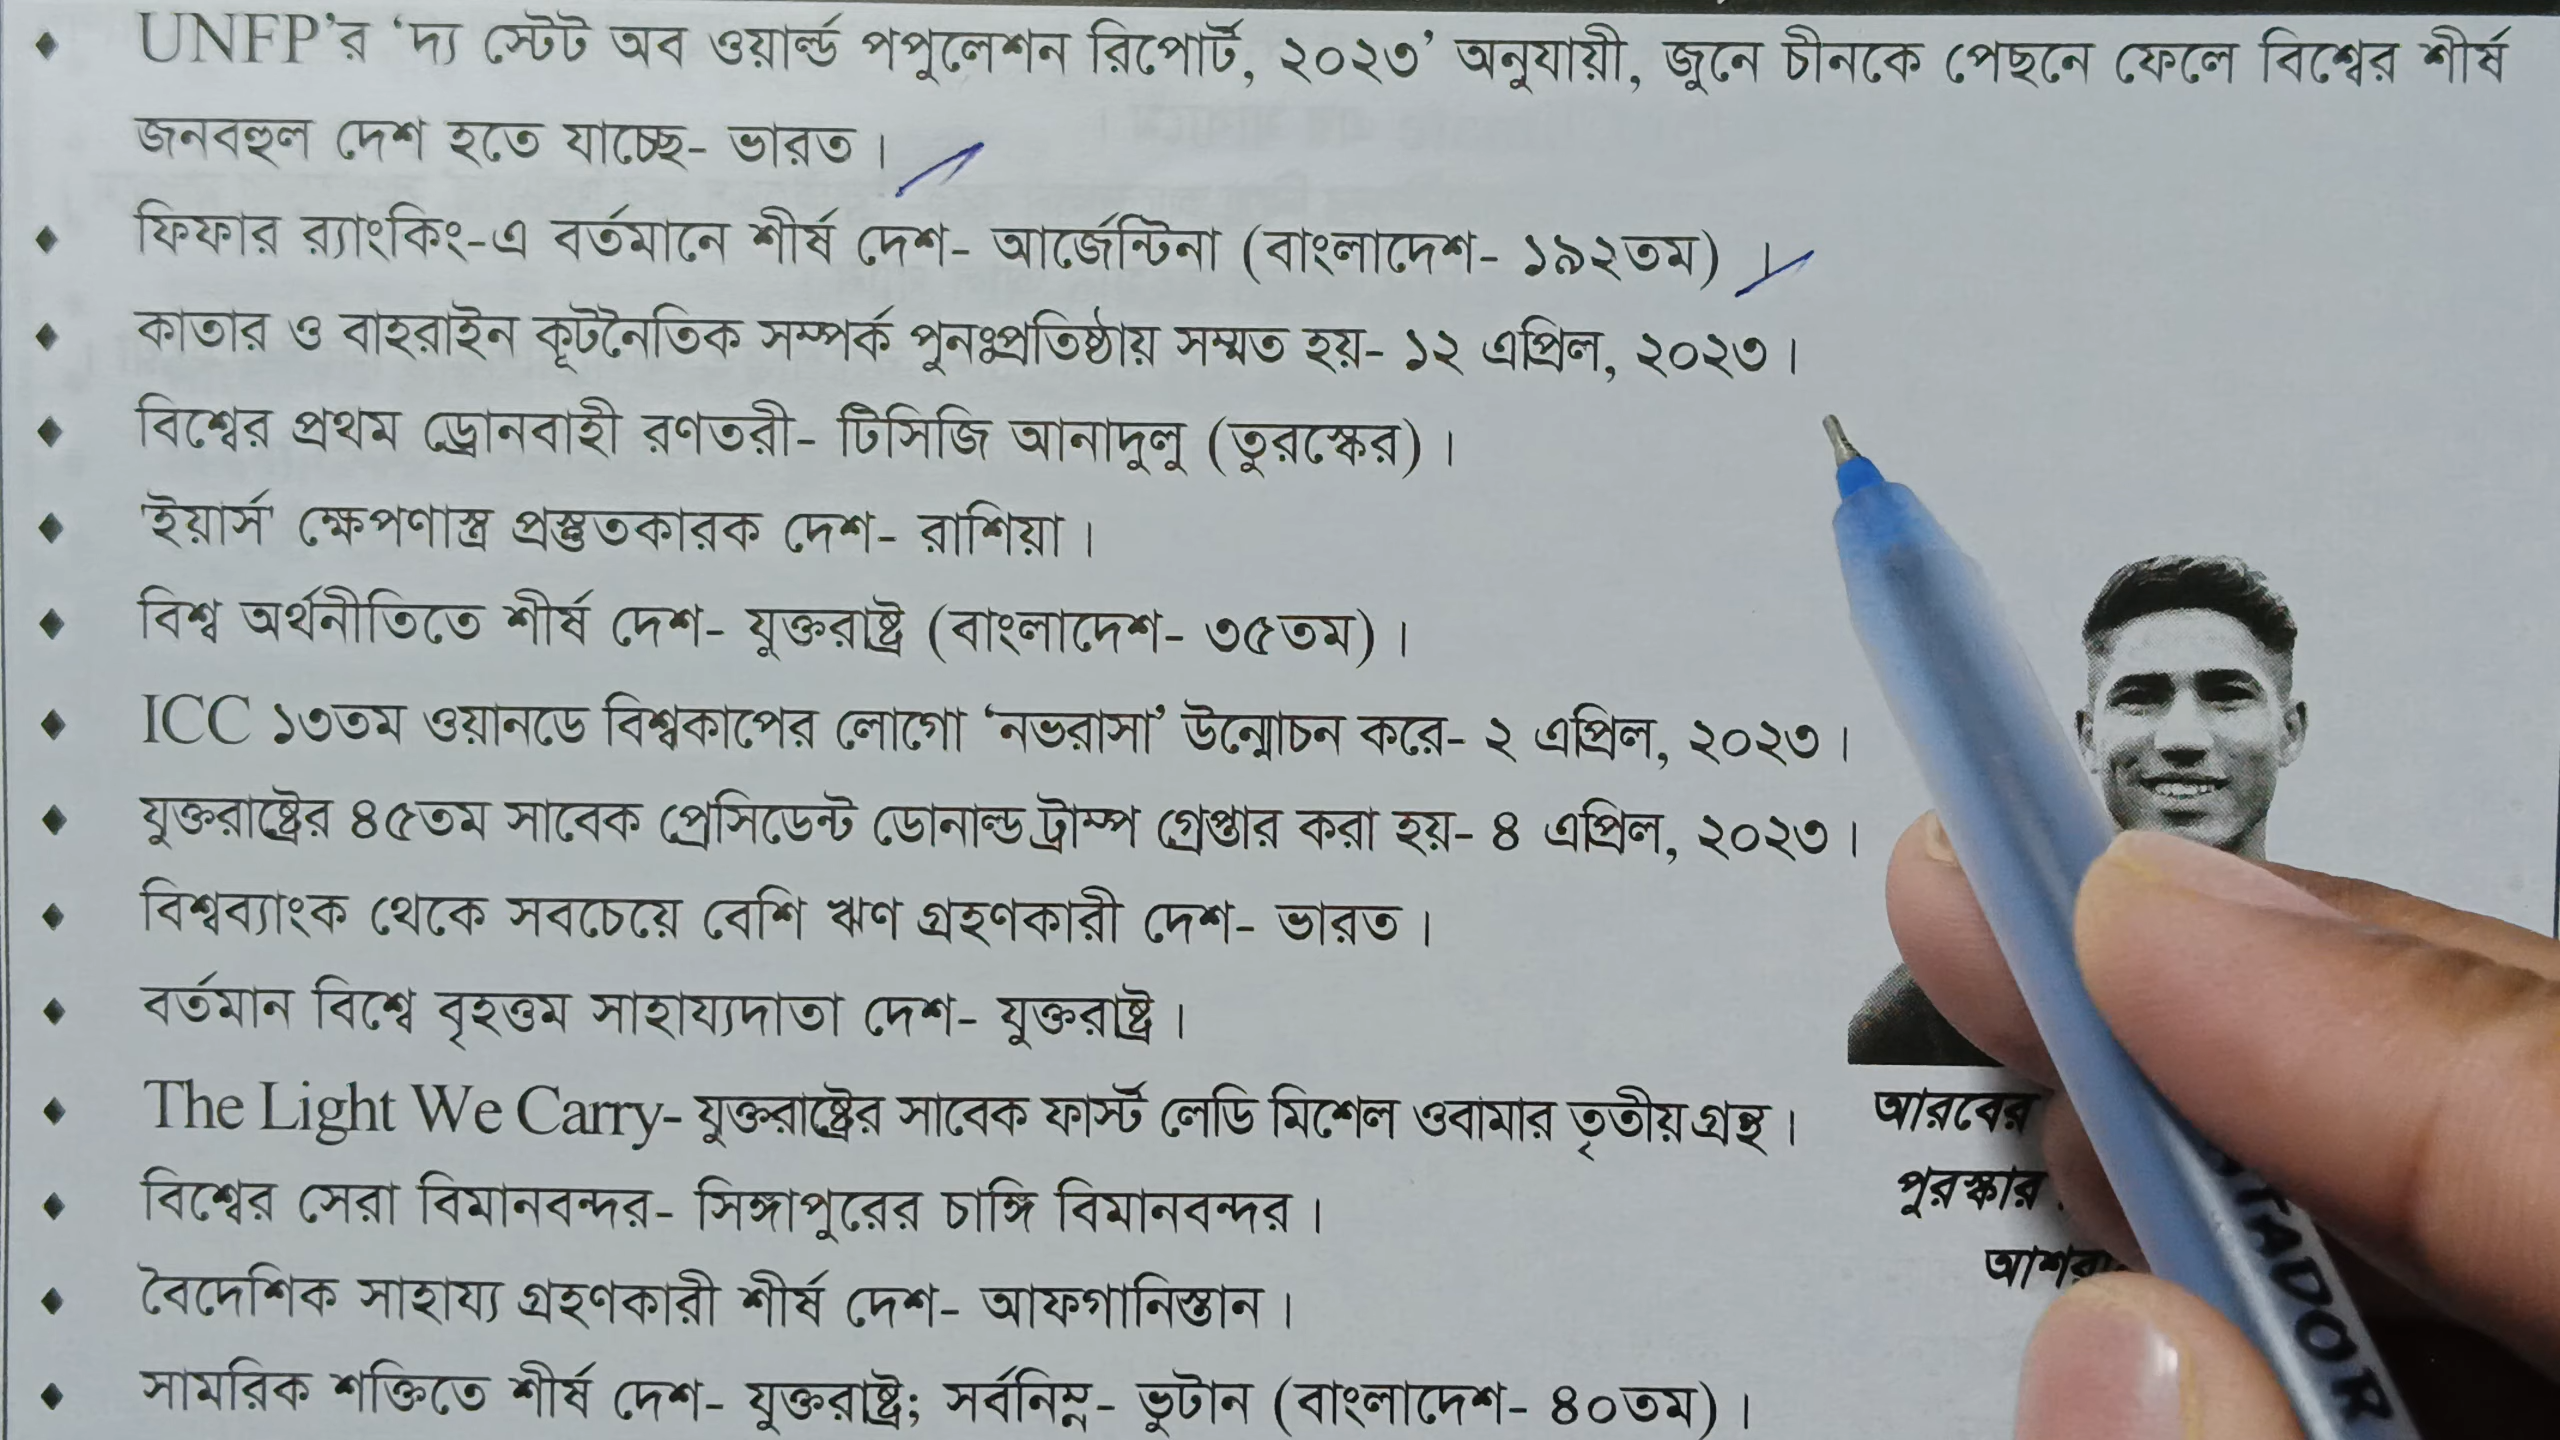 UNFP’র ‘দ্য স্টেট অব ওয়ার্ল্ড পপুলেশন রিপোর্ট, ২০২৩’ অনুযায়ী, জুনে চীনকে পেছনে ফেলে বিশ্বের শীর্ষ
জনবহুল দেশ হতে যাচ্ছে- ভারত।
ফিফার র‍্যাংকিং-এ বর্তমানে শীর্ষ দেশ- আর্জেন্টিনা (বাংলাদেশ- ১৯২তম) ।
কাতার ও বাহরাইন কূটনৈতিক সম্পর্ক পুনঃপ্রতিষ্ঠায় সম্মত হয়- ১২ এপ্রিল, ২০২৩।
বিশ্বের প্রথম ড্রোনবাহী রণতরী- টিসিজি আনাদুলু (তুরস্কের)।
'ইয়ার্স' ক্ষেপণাস্ত্র প্রস্তুতকারক দেশ- রাশিয়া।
বিশ্ব অর্থনীতিতে শীর্ষ দেশ- যুক্তরাষ্ট্র (বাংলাদেশ- ৩৫তম)।
ICC ১৩তম ওয়ানডে বিশ্বকাপের লোগো ‘নভরাসা’ উন্মোচন করে- ২ এপ্রিল, ২০২৩।
যুক্তরাষ্ট্রের ৪৫তম সাবেক প্রেসিডেন্ট ডোনাল্ড ট্রাম্প গ্রেপ্তার করা হয়- ৪ এপ্রিল, ২০২৩।
বিশ্বব্যাংক থেকে সবচেয়ে বেশি ঋণ গ্রহণকারী দেশ- ভারত।
বর্তমান বিশ্বে বৃহত্তম সাহায্যদাতা দেশ- যুক্তরাষ্ট্র।
The Light We Carry- যুক্তরাষ্ট্রের সাবেক ফার্স্ট লেডি মিশেল ওবামার তৃতীয় গ্রন্থ।
বিশ্বের সেরা বিমানবন্দর- সিঙ্গাপুরের চাঙ্গি বিমানবন্দর।
বৈদেশিক সাহায্য গ্রহণকারী শীর্ষ দেশ- আফগানিস্তান।
সামরিক শক্তিতে শীর্ষ দেশ- যুক্তরাষ্ট্র; সর্বনিম্ন- ভুটান (বাংলাদেশ- ৪০তম)।
আরবের
পুরস্কার